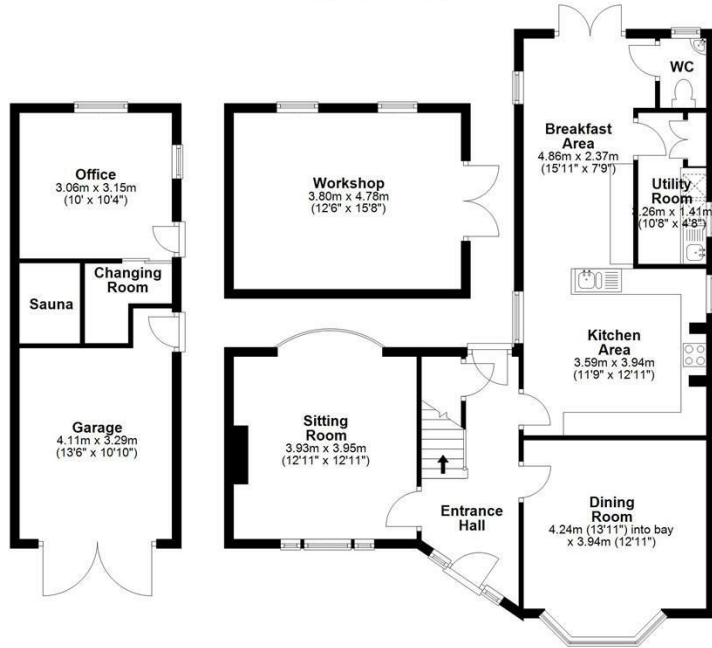 WC
Breakfast
Area
4.86m x 2.37m
(15'11" x 7'9")
Office
3.06m x 3.15m
(10' x 10'4")
Workshop
3.80m x 4.78m
(12'6" x 15'8")
Utility
Room
.26m x 1.41m
(10'8" x 4'8")
Changing
Room
Sauna
Kitchen
Area
3.59m x 3.94m
(11'9" x 12'11")
Garage
4.11m x 3.29m
(13'6" x 10'10")
Sitting
Room
3.93m x 3.95m
(12'11" x 12'11")
Entrance
Hall
Dining
Room
4.24m (13'11") into bay
x 3.94m (12'11")